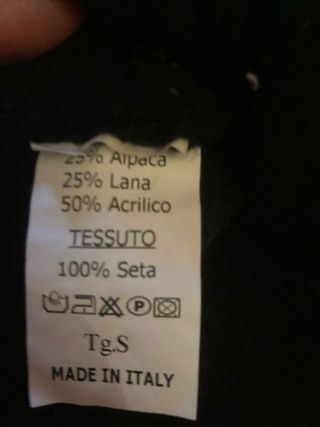 25% Alpaca
25% Lana
50% Acrilico
TESSUTO
100% Seta
P
Tg.S
MADE IN ITALY